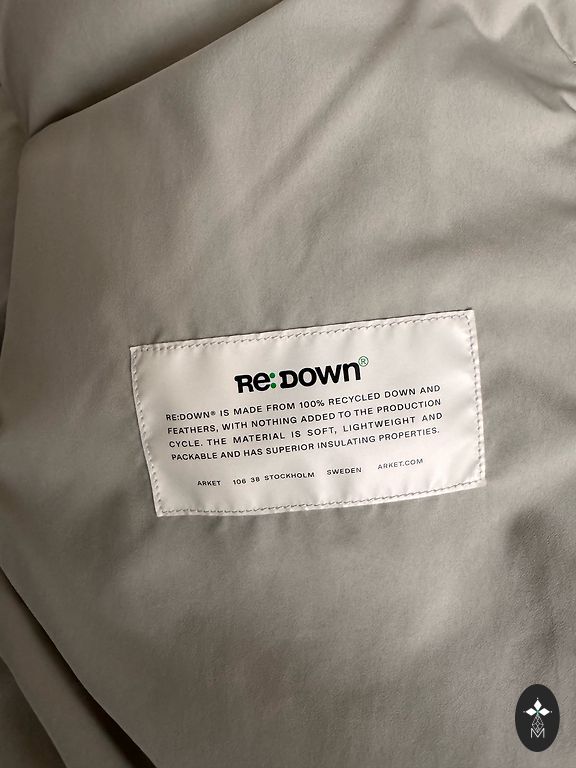 RE:DOWN®
RE:DOWN® IS MADE FROM 100% RECYCLED DOWN AND
FEATHERS, WITH NOTHING ADDED TO THE PRODUCTION
CYCLE. THE MATERIAL IS SOFT, LIGHTWEIGHT AND
PACKABLE AND HAS SUPERIOR INSULATING PROPERTIES.
ARKET 106 38 STOCKHOLM SWEDEN ARKET.COM
M